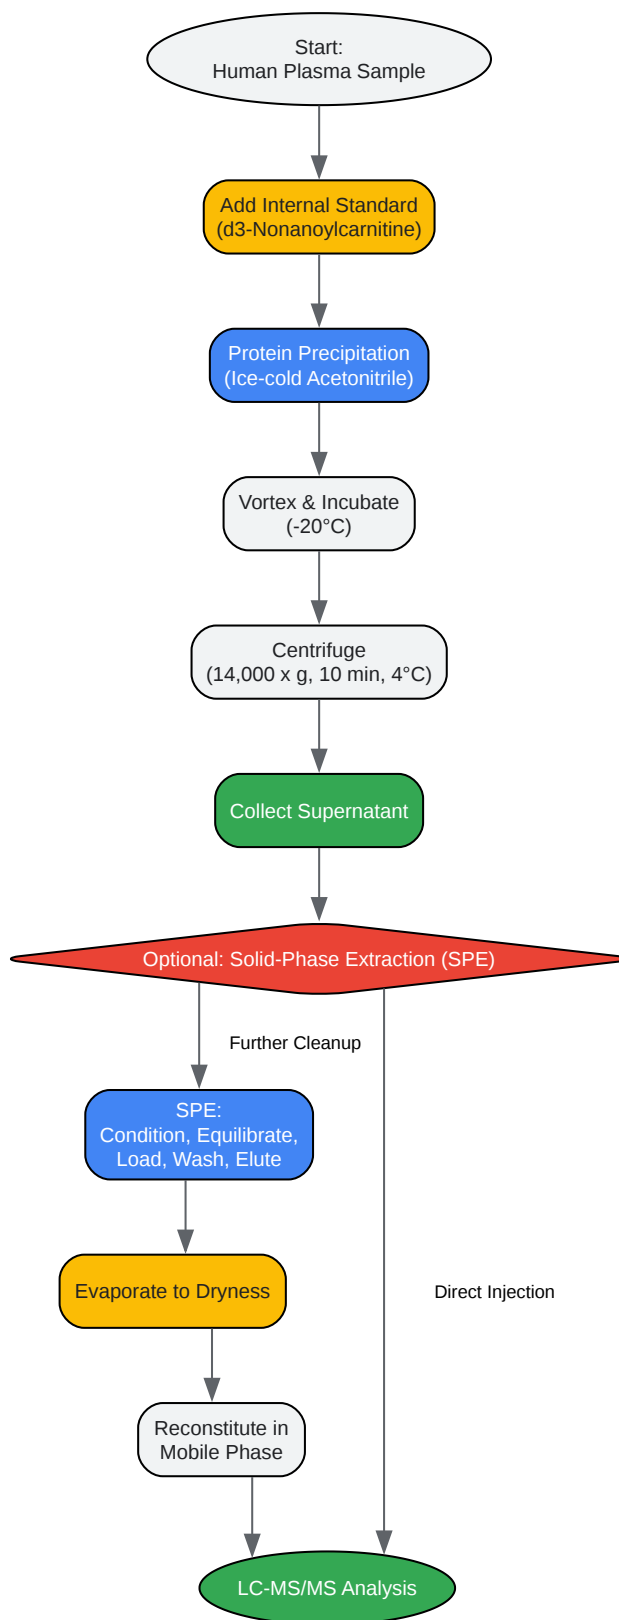 Start:
Human Plasma Sample
Add Internal Standard
(d3-Nonanoylcarnitine)
Protein Precipitation
(Ice-cold Acetonitrile)
Vortex & Incubate
(-20°C)
Centrifuge
(14,000 x g, 10 min, 4°C)
Collect Supernatant
Optional: Solid-Phase Extraction (SPE)
Further Cleanup
SPE:
Condition, Equilibrate,
Load, Wash, Elute
Evaporate to Dryness
Direct Injection
Reconstitute in
Mobile Phase
LC-MS/MS Analysis